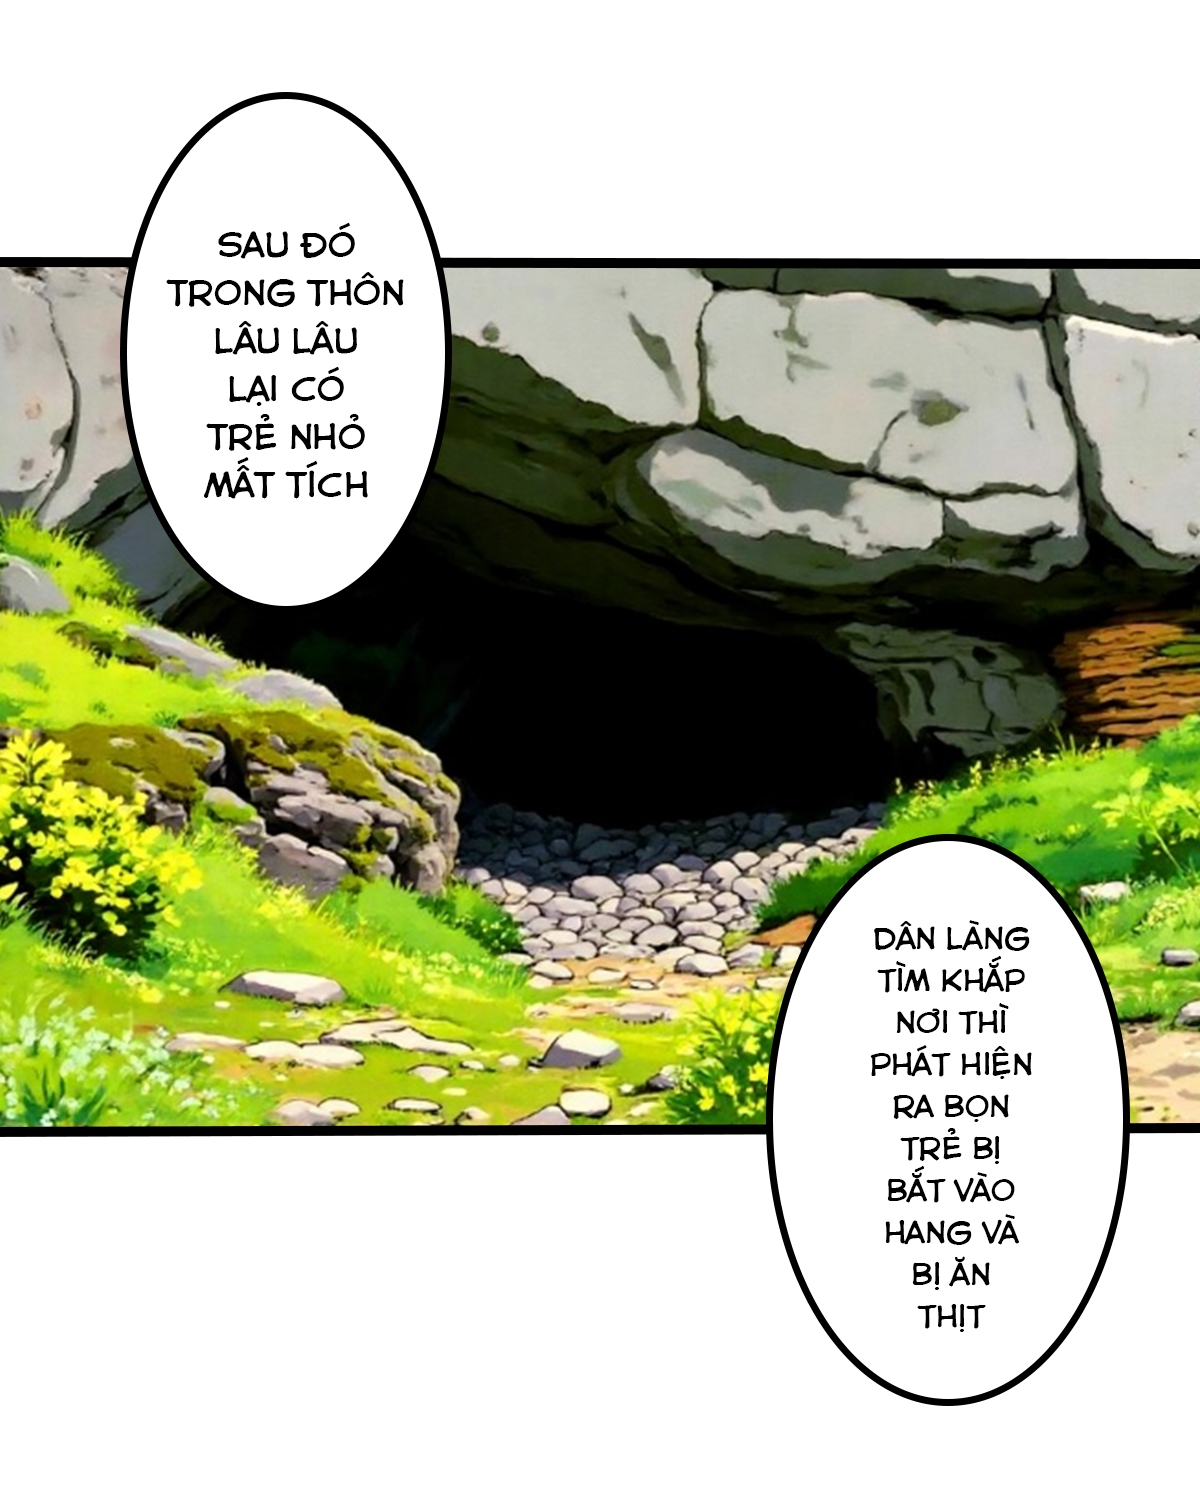 SAU ĐÓ
TRONG THÔN
LÂU LÂU
LẠI CÓ
TRẺ NHỎ
MẤT TÍCH
DÂN LÀNG
TÌM KHẮP
NƠI THÌ
PHÁT HIỆN
RA BỌN
TRẺ BỊ
BẮT VÀO
HANG VÀ
BỊ ĂN
THỊT